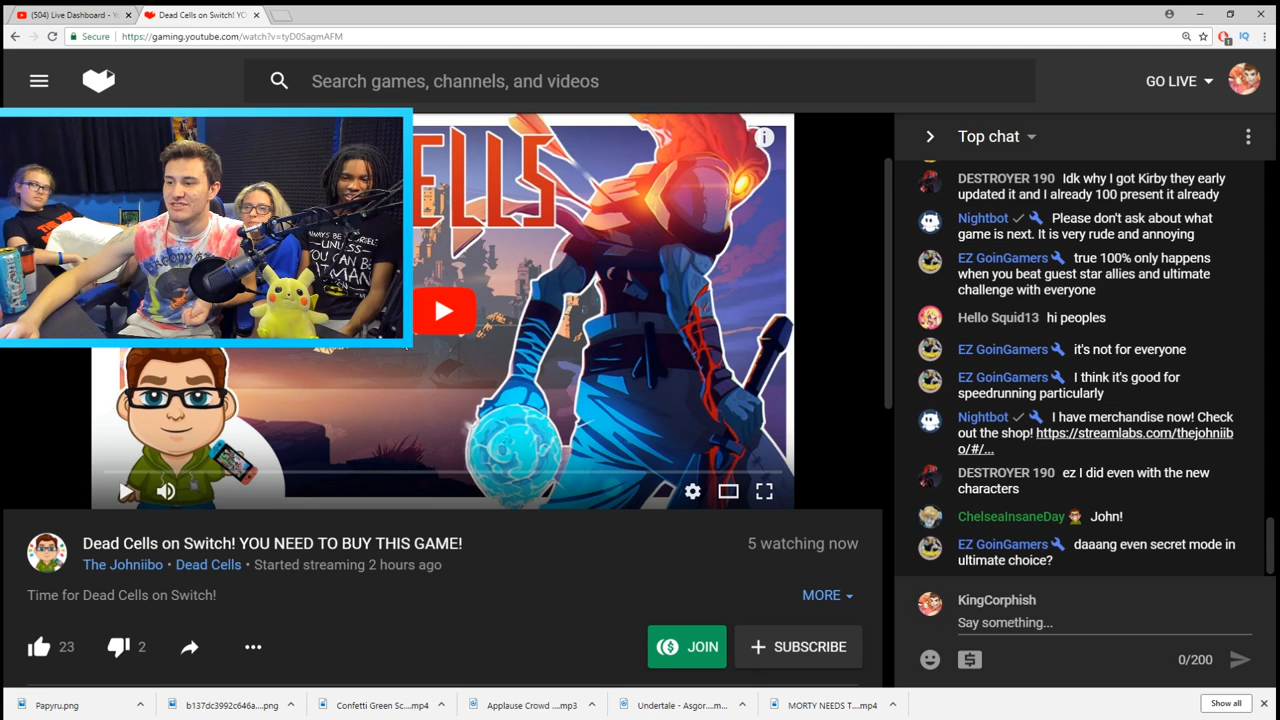 (504) Live Dashboard - Yo
Dead Cells on Switch! YO
Secure
https://gaming.youtube.com/watch?v=tyD0SagmAFM
IQ
1
Search games, channels, and videos
GO LIVE
CELLS
i
Top chat
DESTROYER 190 Idk why I got Kirby they early
updated it and I already 100 present it already
Nightbot Please don't ask about what
game is next. It is very rude and annoying
EZ GoinGamers true 100% only happens
when you beat guest star allies and ultimate
challenge with everyone
Hello Squid13 hi peoples
EZ GoinGamers it's not for everyone
EZ GoinGamers I think it's good for
speedrunning particularly
Nightbot I have merchandise now! Check
out the shop! https://streamlabs.com/thejohniib
o/#/...
DESTROYER 190 ez I did even with the new
characters
ChelseaInsaneDay John!
EZ GoinGamers daaang even secret mode in
ultimate choice?
KingCorphish
Say something...
0/200
UNLESS
YOU CAN BE
BATMAN
Dead Cells on Switch! YOU NEED TO BUY THIS GAME!
5 watching now
The Johniibo • Dead Cells • Started streaming 2 hours ago
Time for Dead Cells on Switch!
MORE
23
2
JOIN
SUBSCRIBE
Papyru.png
b137dc3992c646a....png
Confetti Green Sc....mp4
Applause Crowd ....mp3
Undertale - Asgor....m...
MORTY NEEDS T....mp4
Show all